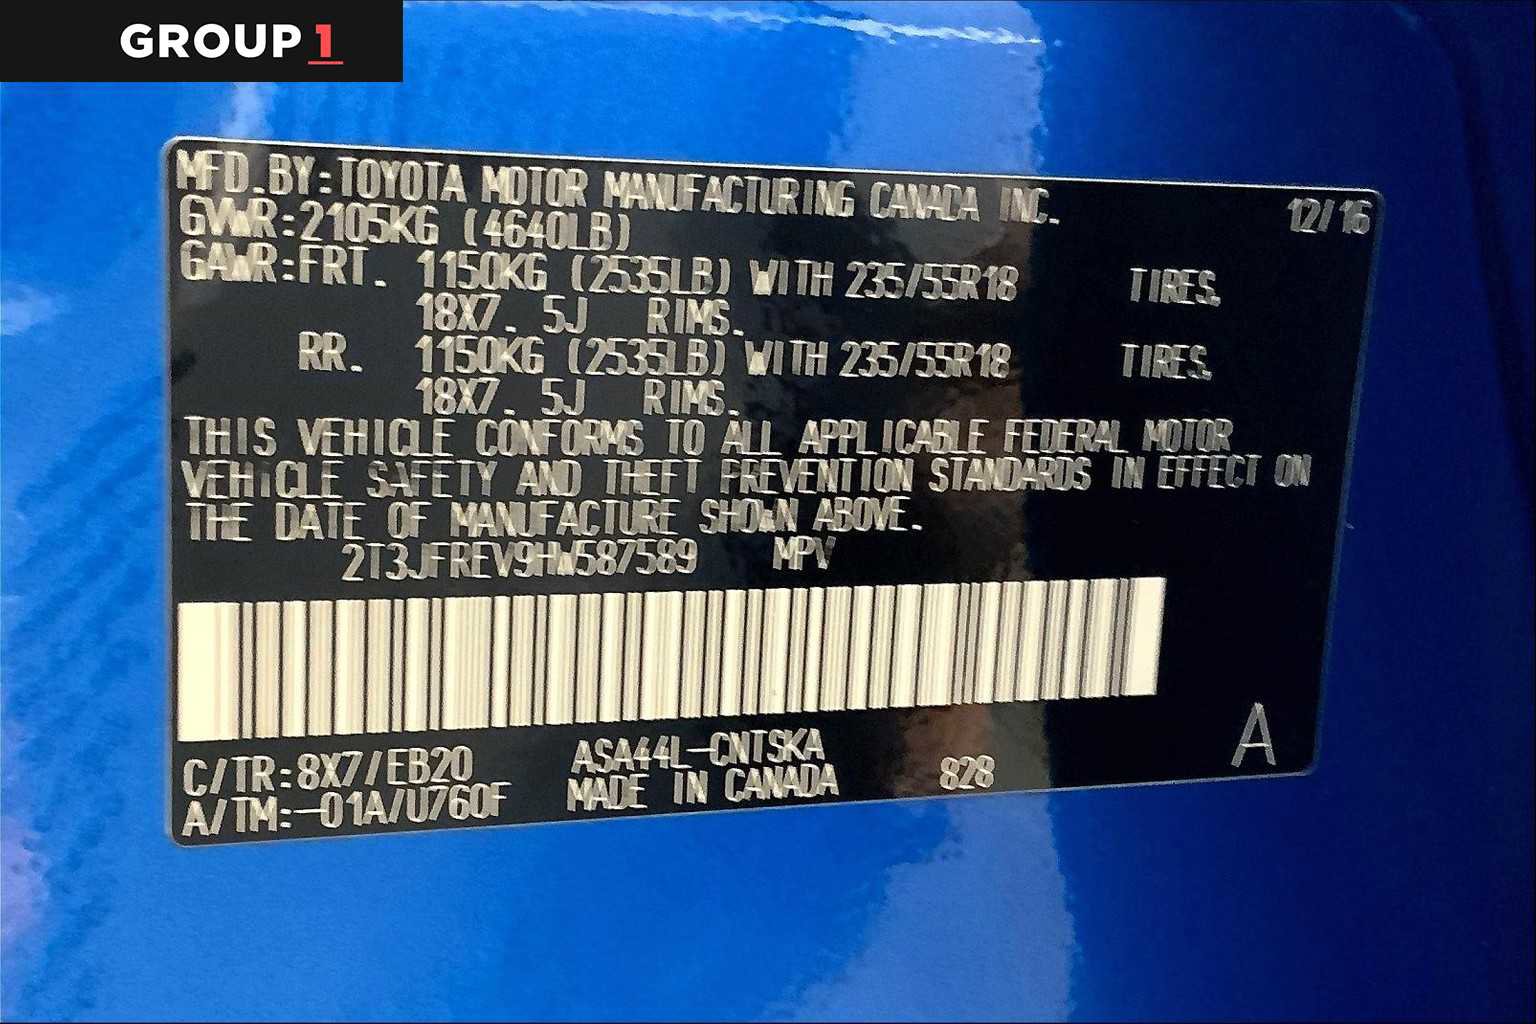 GROUP 1
MFD.BY:TOYOTA MOTOR MANUFACTURING CANADA INC. 12/16
GVWR:2105KG (4640LB)
GAWR:FRT. 1150KG (2535LB) WITH 235/55R18 TIRES,
18X7. 5J RIMS.
RR. 1150KG (2535LB) WITH 235/55R18 TIRES,
18X7. 5J RIMS.
THIS VEHICLE CONFORMS TO ALL APPLICABLE FEDERAL MOTOR
VEHICLE SAFETY AND THEFT PREVENTION STANDARDS IN EFFECT ON
THE DATE OF MANUFACTURE SHOWN ABOVE.
2T3JFREV9HW587589 MPV
C/TR:8X7/EB20 ASA44L-CNTSKA 828 A
A/TM:-01A/U760F MADE IN CANADA